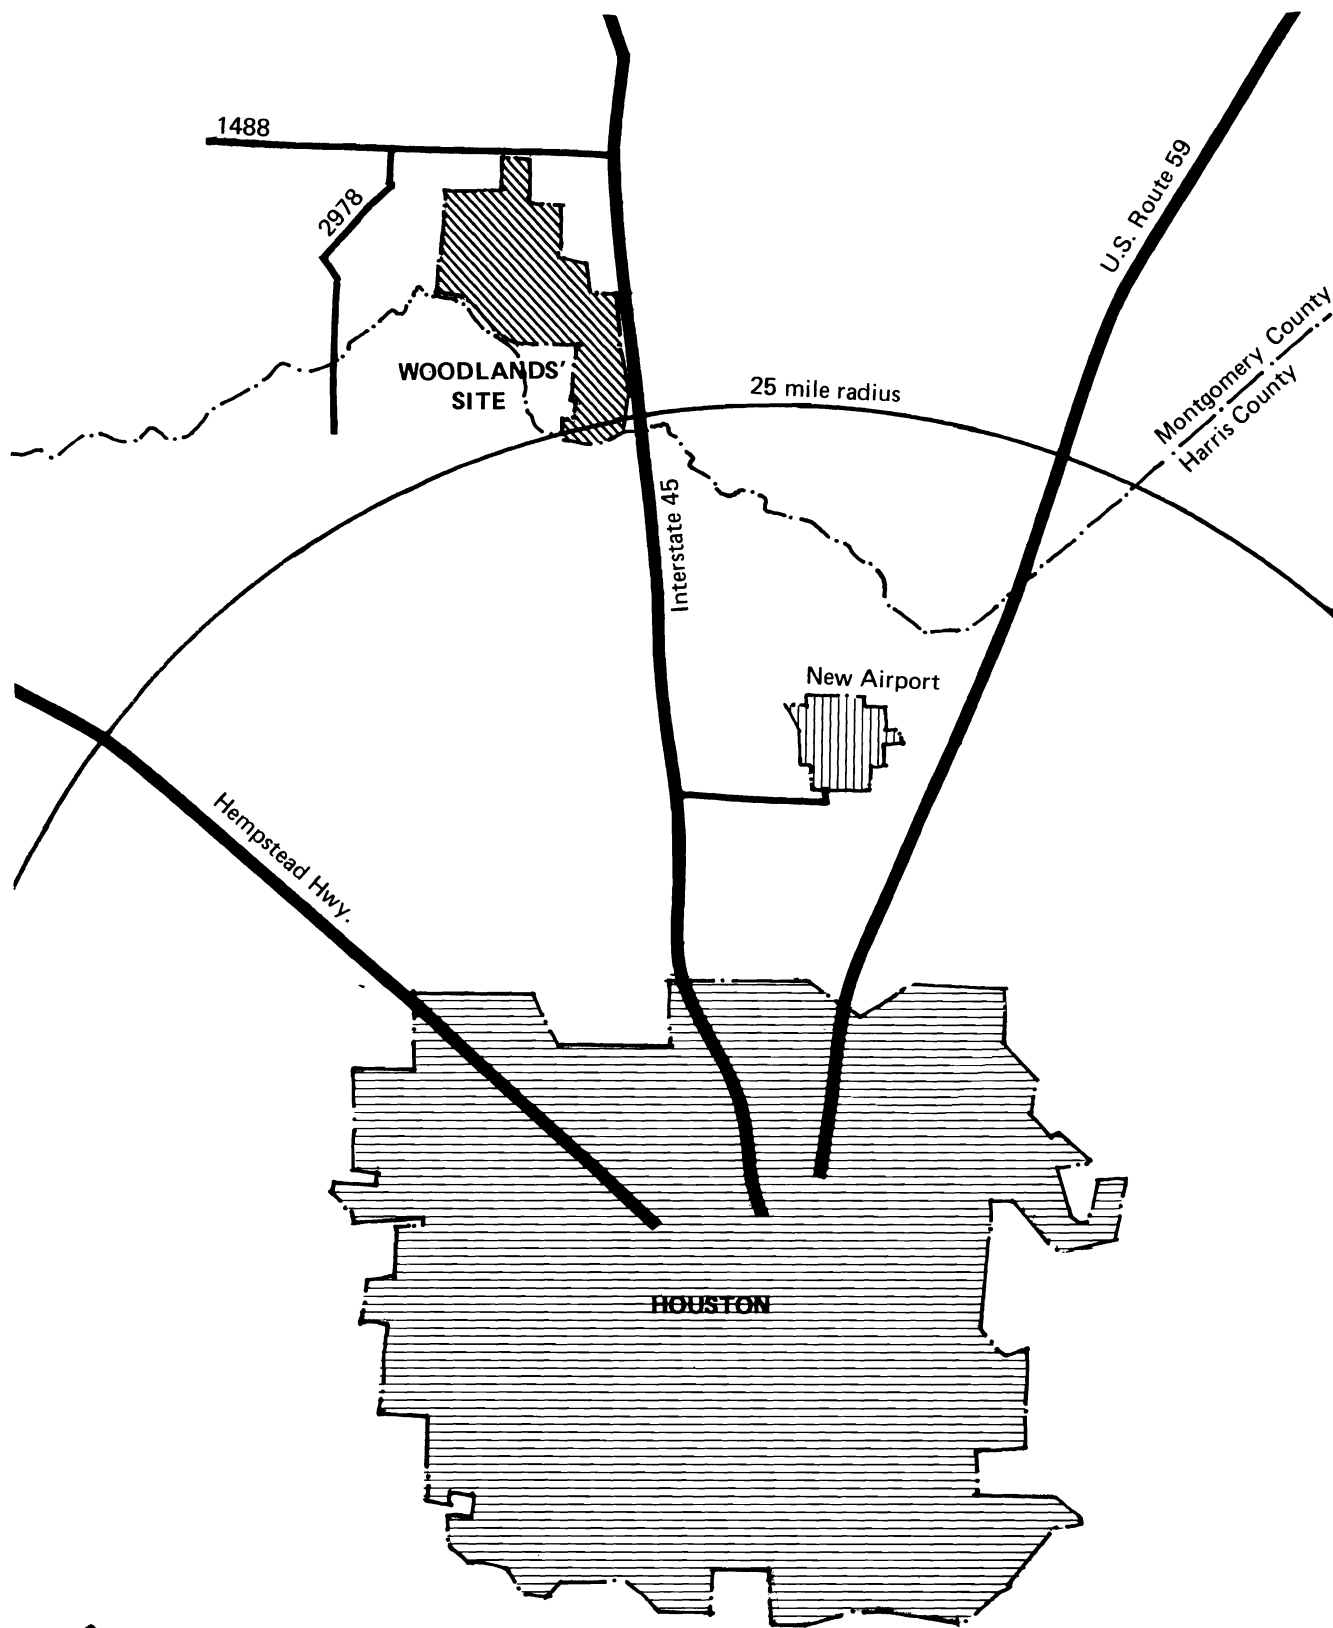 1488
2978
U.S. Route 59
Montgomery County
Harris County
WOODLANDS'
SITE
25 mile radius
Interstate 45
New Airport
Hempstead Hwy.
HOUSTON